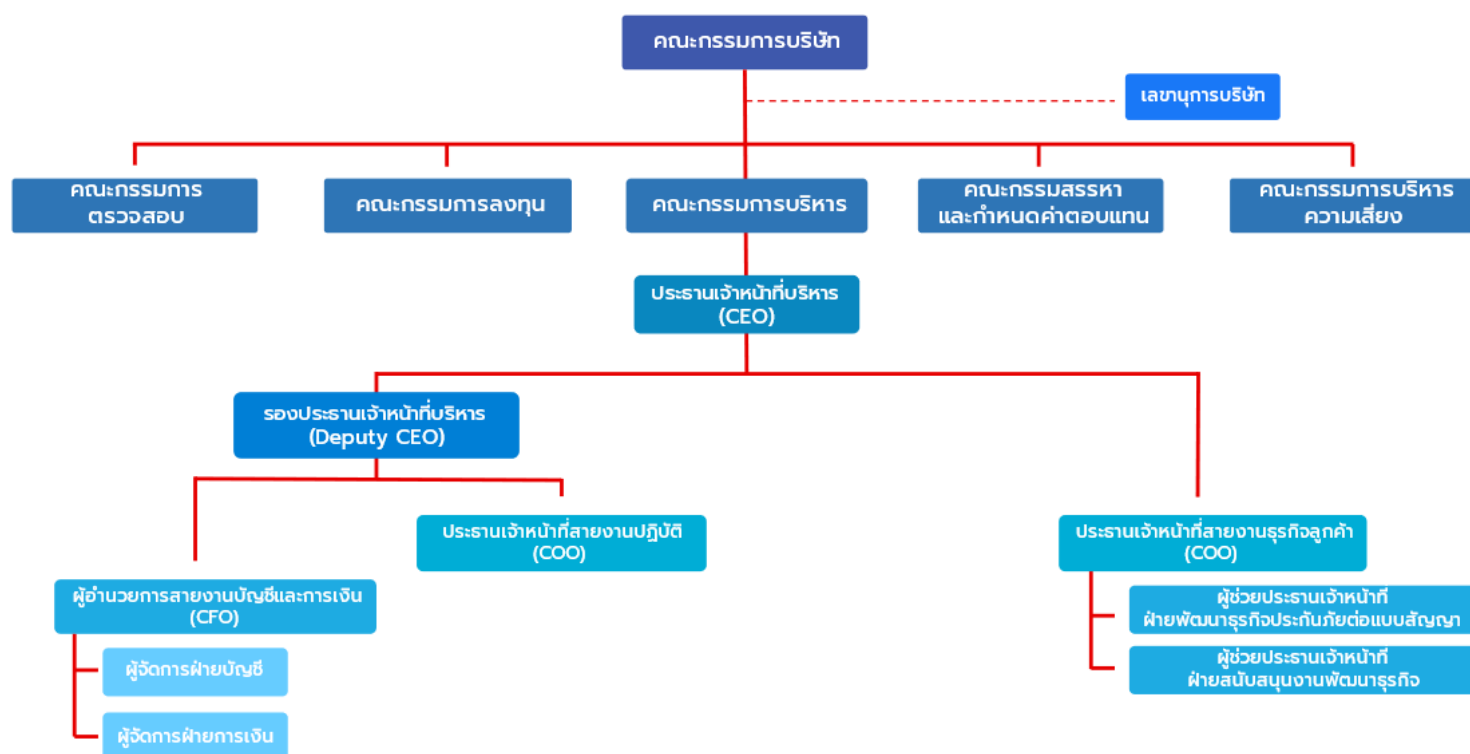 คณะกรรมการบริษัท
เลขานุการบริษัท
คณะกรรมการ
ตรวจสอบ
คณะกรรมการลงทุน
คณะกรรมการบริหาร
คณะกรรมสรรหา
และกำหนดค่าตอบแทน
คณะกรรมการบริหาร
ความเสี่ยง
ประธานเจ้าหน้าที่บริหาร
(CEO)
รองประธานเจ้าหน้าที่บริหาร
(Deputy CEO)
ประธานเจ้าหน้าที่สายงานปฏิบัติ
(COO)
ประธานเจ้าหน้าที่สายงานธุรกิจลูกค้า
(COO)
ผู้อำนวยการสายงานบัญชีและการเงิน
(CFO)
ผู้ช่วยประธานเจ้าหน้าที่
ฝ่ายพัฒนาธุรกิจประกันภัยต่อแบบสัญญา
ผู้จัดการฝ่ายบัญชี
ผู้ช่วยประธานเจ้าหน้าที่
ฝ่ายสนับสนุนงานพัฒนาธุรกิจ
ผู้จัดการฝ่ายการเงิน